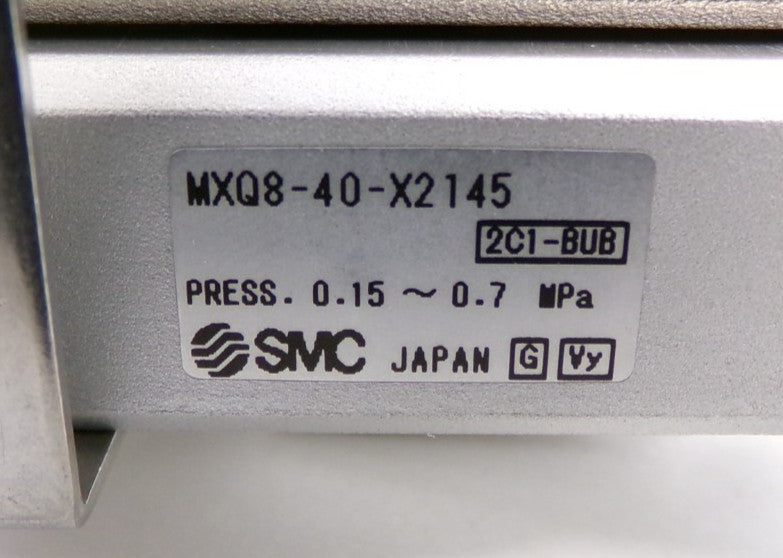 MXQ8-40-X2145
2C1-BUB
PRESS. 0.15 ~ 0.7 MPa
SMC JAPAN G Vy